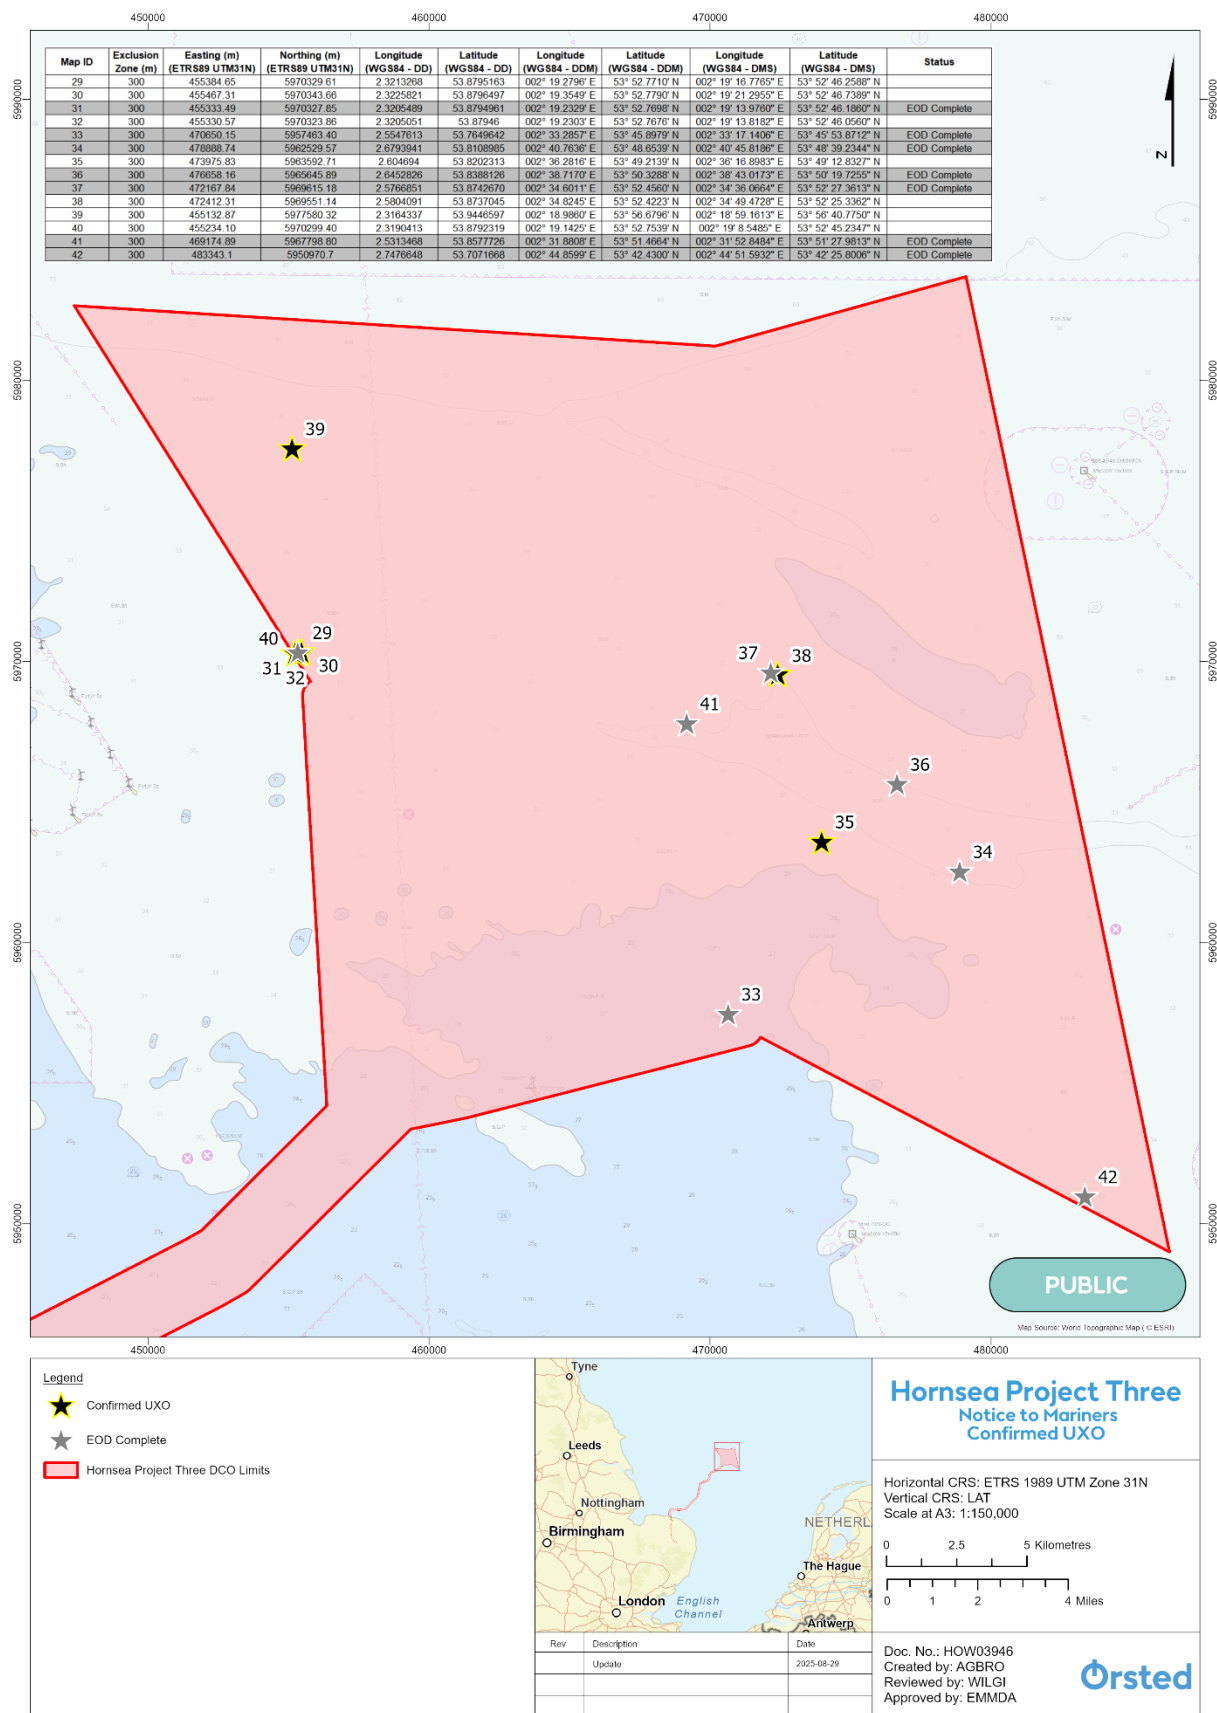 450000 460000 470000 480000
Map ID Exclusion Zone (m) Easting (m) (ETRS89 UTM31N) Northing (m) (ETRS89 UTM31N) Longitude (WGS84 - DD) Latitude (WGS84 - DD) Longitude (WGS84 - DDM) Latitude (WGS84 - DDM) Longitude (WGS84 - DMS) Latitude (WGS84 - DMS) Status
29 300 455384.65 5970329.61 2.3213268 53.8795163 002° 19.2796' E 53° 52.7710' N 002° 19' 16.7765" E 53° 52' 46.2588" N
30 300 455467.31 5970343.66 2.3225821 53.8796497 002° 19.3549' E 53° 52.7790' N 002° 19' 21.2955" E 53° 52' 46.7389" N
31 300 455333.49 5970327.85 2.3205489 53.8794961 002° 19.2329' E 53° 52.7698' N 002° 19' 13.9760" E 53° 52' 46.1860" N EOD Complete
32 300 455330.57 5970323.86 2.3205051 53.87946 002° 19.2303' E 53° 52.7676' N 002° 19' 13.8182" E 53° 52' 46.0560" N
33 300 470650.15 5957463.40 2.5547613 53.7649642 002° 33.2857' E 53° 45.8979' N 002° 33' 17.1406" E 53° 45' 53.8712" N EOD Complete
34 300 478888.74 5962529.57 2.6793941 53.8108985 002° 40.7636' E 53° 48.6539' N 002° 40' 45.8186" E 53° 48' 39.2344" N EOD Complete
35 300 473975.83 5963592.71 2.604694 53.8202313 002° 36.2816' E 53° 49.2139' N 002° 36' 16.8983" E 53° 49' 12.8327" N
36 300 476658.16 5965645.89 2.6452826 53.8388126 002° 38.7170' E 53° 50.3288' N 002° 38' 43.0173" E 53° 50' 19.7255" N EOD Complete
37 300 472167.84 5969615.18 2.5766851 53.8742670 002° 34.6011' E 53° 52.4560' N 002° 34' 36.0664" E 53° 52' 27.3613" N EOD Complete
38 300 472412.31 5969551.14 2.5804091 53.8737045 002° 34.8245' E 53° 52.4223' N 002° 34' 49.4728" E 53° 52' 25.3362" N
39 300 455132.87 5977580.32 2.3164337 53.9446597 002° 18.9860' E 53° 56.6796' N 002° 18' 59.1613" E 53° 56' 40.7750" N
40 300 455234.10 5970299.40 2.3190413 53.8792319 002° 19.1425' E 53° 52.7539' N 002° 19' 8.5485" E 53° 52' 45.2347" N
41 300 469174.89 5967798.80 2.5313468 53.8577726 002° 31.8808' E 53° 51.4664' N 002° 31' 52.8484" E 53° 51' 27.9813" N EOD Complete
42 300 483343.1 5950970.7 2.7476648 53.7071668 002° 44.8599' E 53° 42.4300' N 002° 44' 51.5932" E 53° 42' 25.8006" N EOD Complete
5990000 5990000
N
5980000 5980000
39
40 29
31 30
32
5970000 5970000
37 38
41
36
35
34
5960000 5960000
33
42
5950000 5950000
PUBLIC
Map Source: World Topographic Map ( © ESRI)
450000 460000 470000 480000
Legend
Confirmed UXO
EOD Complete
Hornsea Project Three DCO Limits
Tyne
Leeds
Nottingham
Birmingham
NETHERL
The Hague
London
English
Channel
Antwerp
Rev Description Date
Update 2025-08-29
Hornsea Project Three
Notice to Mariners
Confirmed UXO
Horizontal CRS: ETRS 1989 UTM Zone 31N
Vertical CRS: LAT
Scale at A3: 1:150,000
0 2.5 5 Kilometres
0 1 2 4 Miles
Doc. No.: HOW03946
Created by: AGBRO
Reviewed by: WILGI
Approved by: EMMDA
Ørsted